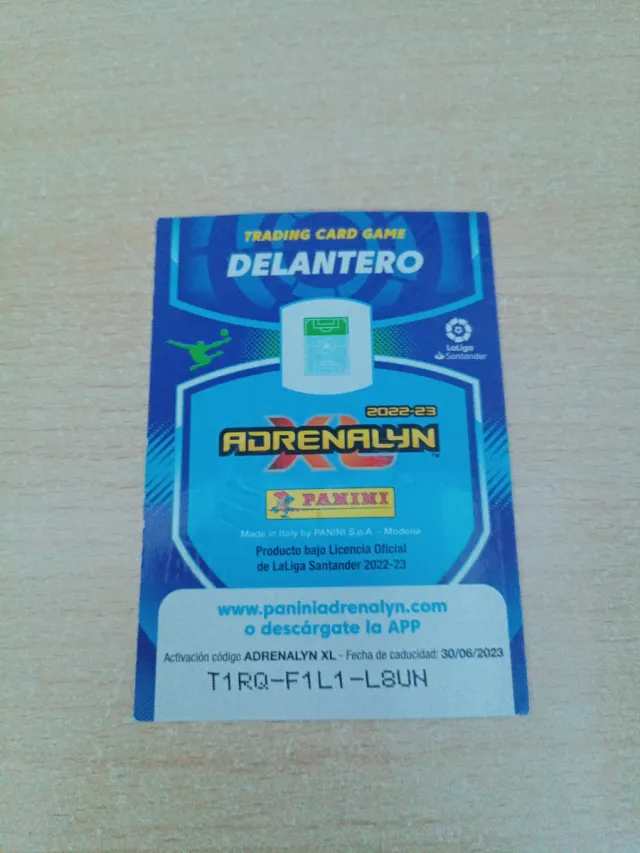 TRADING CARD GAME
DELANTERO
LaLiga
Santander
2022-23
ADRENALYN
XL
TM
PANINI
Made in Italy by PANINI S.p.A. - Modena
Producto bajo Licencia Oficial
de LaLiga Santander 2022-23
www.paniniadrenalyn.com
o descárgate la APP
Activación código ADRENALYN XL - Fecha de caducidad: 30/06/2023
T1RQ-F1L1-L8UN